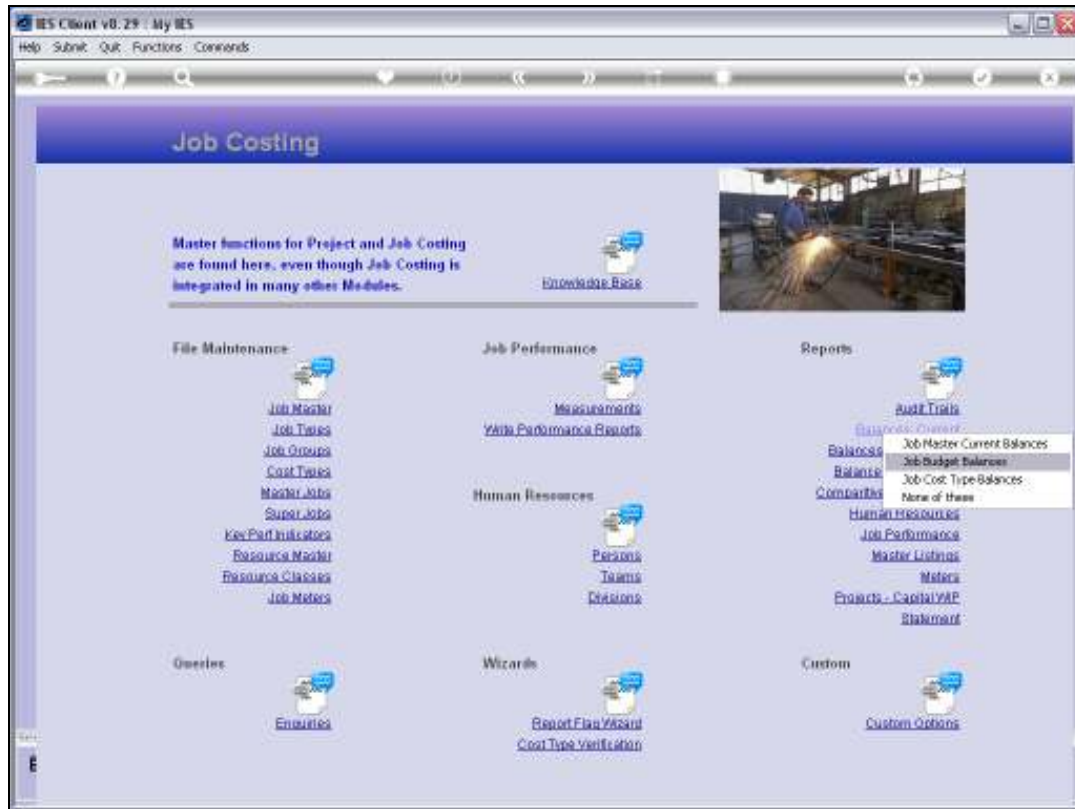 IES Client v8.29 : My IES
Help Submit Quit Functions Commands
Job Costing
Master functions for Project and Job Costing
are found here, even though Job Costing is
integrated in many other Modules.
Knowledge Base
File Maintenance
Job Master
Job Types
Job Groups
Cost Types
Master Jobs
Super Jobs
Key Perf Indicators
Resource Master
Resource Classes
Job Meters
Job Performance
Measurements
Write Performance Reports
Human Resources
Persons
Teams
Divisions
Reports
Audit Trails
Balances: Current
Balances
Balance
Comparitive
Job Master Current Balances
Job Budget Balances
Job Cost Type Balances
None of these
Human Resources
Job Performance
Master Listings
Meters
Projects - Capital WIP
Statement
Queries
Enquiries
Wizards
Report Flag Wizard
Cost Type Verification
Custom
Custom Options